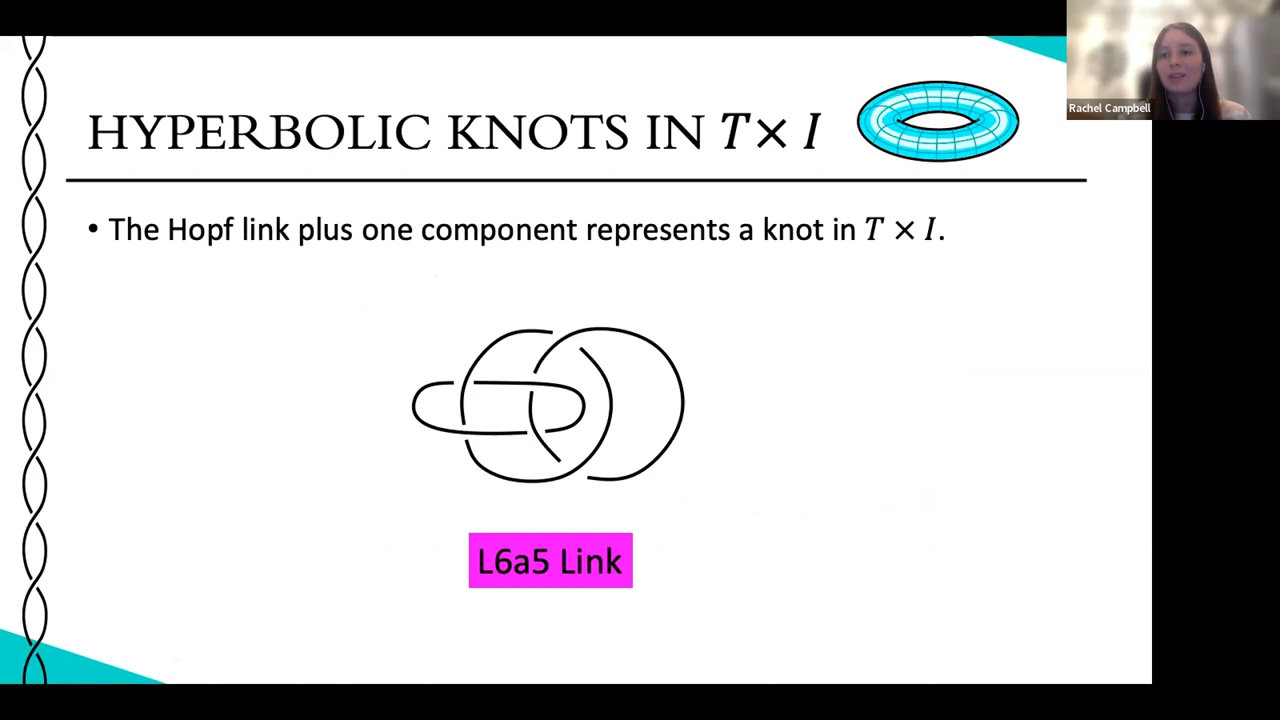 HYPERBOLIC KNOTS IN T × I
• The Hopf link plus one component represents a knot in T × I.
L6a5 Link
Rachel Campbell